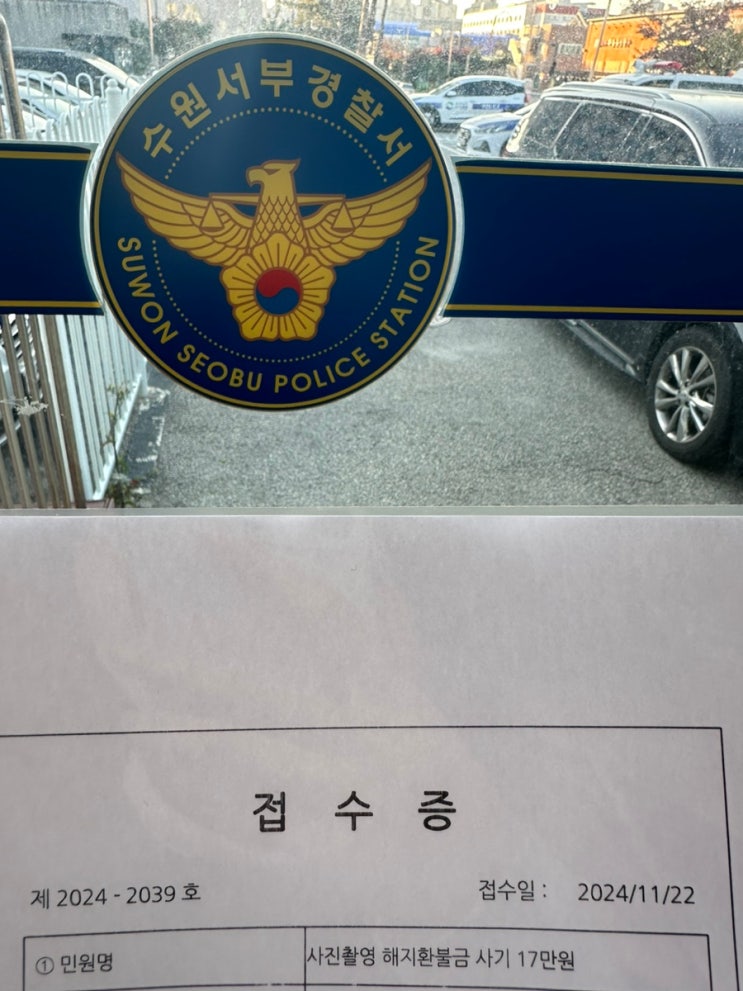 수원서부경찰서
SUWON SEOBU POLICE STATION
POLICE
접 수 증
제 2024 - 2039 호
접수일 : 2024/11/22
① 민원명
사진촬영 해지환불금 사기 17만원